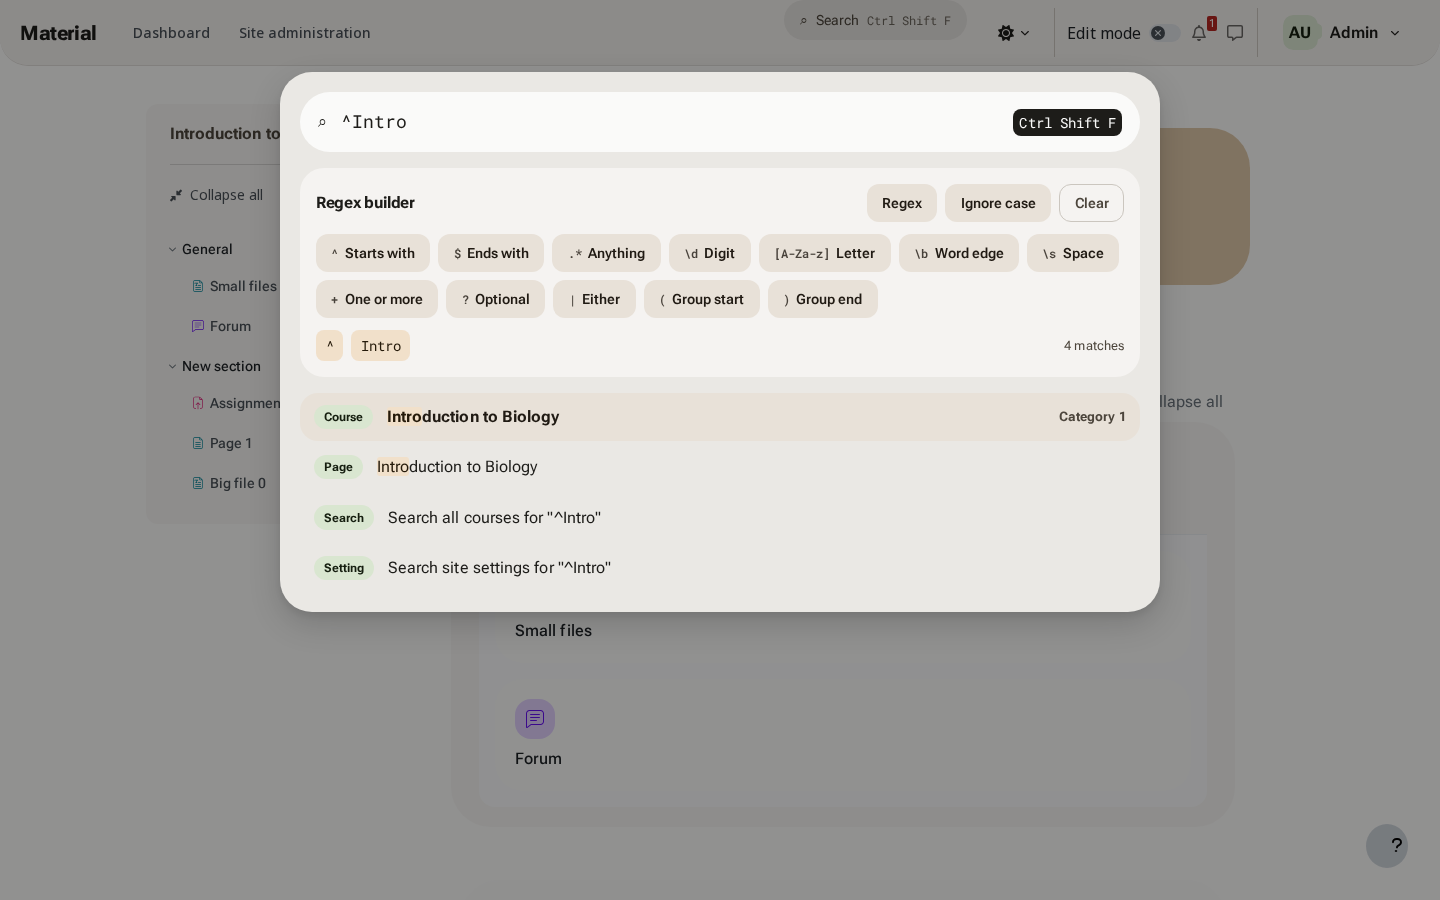 Material Dashboard Site administration Search Ctrl Shift F Edit mode 1 AU Admin
^Intro Ctrl Shift F
Introduction to
Regex builder Regex Ignore case Clear
Collapse all
^ Starts with $ Ends with .* Anything \d Digit [A-Za-z] Letter \b Word edge \s Space
General
Small files
+ One or more ? Optional | Either ( Group start ) Group end
Forum
^ Intro 4 matches
New section
Assignmen
llapse all
Course Introduction to Biology Category 1
Page 1
Page Introduction to Biology
Big file 0
Search Search all courses for "^Intro"
Setting Search site settings for "^Intro"
Small files
Forum
?